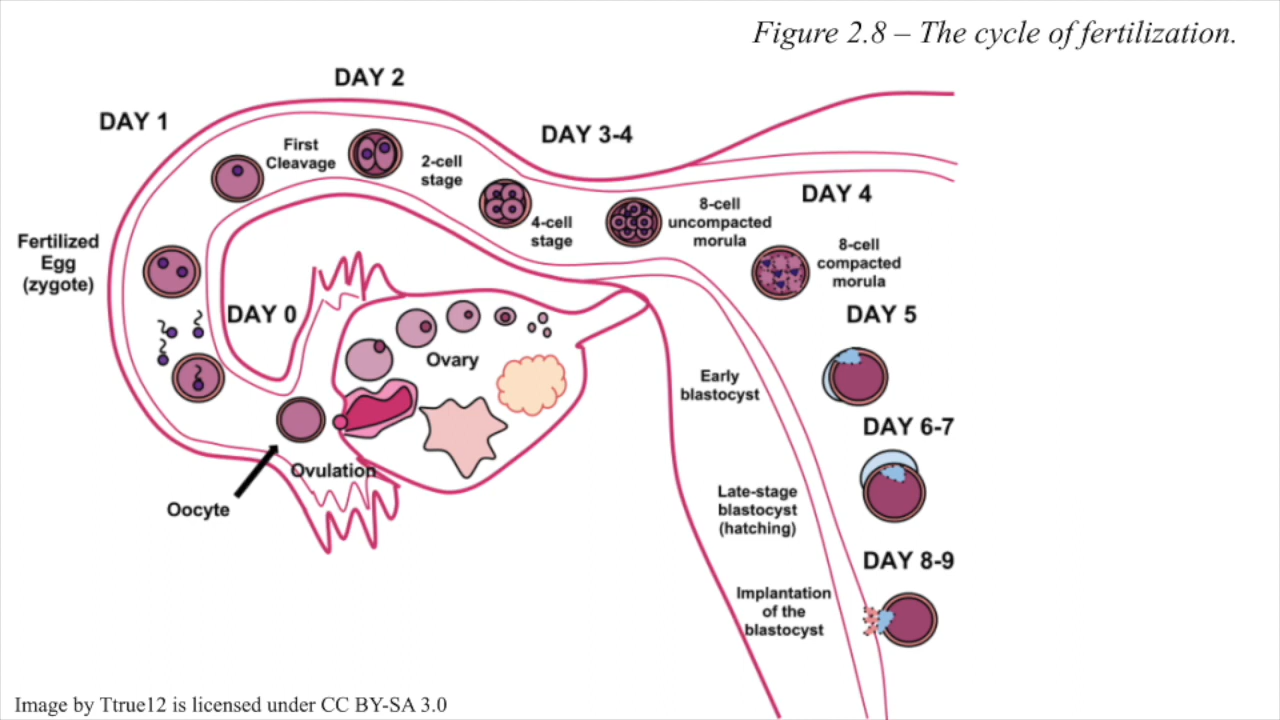 Figure 2.8 – The cycle of fertilization.
DAY 2
DAY 1
DAY 3-4
First
Cleavage
2-cell
stage
DAY 4
8-cell
uncompacted
morula
4-cell
stage
Fertilized
Egg
(zygote)
8-cell
compacted
morula
DAY 0
DAY 5
Ovary
Early
blastocyst
DAY 6-7
Ovulation
Oocyte
Late-stage
blastocyst
(hatching)
DAY 8-9
Implantation
of the
blastocyst
Image by Ttrue12 is licensed under CC BY-SA 3.0